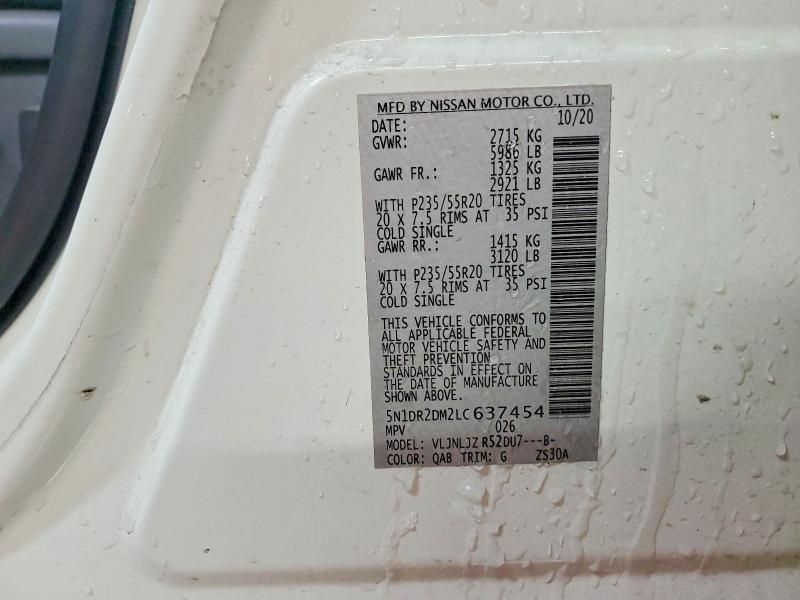 MFD BY NISSAN MOTOR CO., LTD.
DATE: 10/20
GVWR: 2715 KG
5986 LB
GAWR FR.: 1325 KG
2921 LB
WITH P235/55R20 TIRES
20 X 7.5 RIMS AT 35 PSI
COLD SINGLE
GAWR RR.: 1415 KG
3120 LB
WITH P235/55R20 TIRES
20 X 7.5 RIMS AT 35 PSI
COLD SINGLE
THIS VEHICLE CONFORMS TO
ALL APPLICABLE FEDERAL
MOTOR VEHICLE SAFETY AND
THEFT PREVENTION
STANDARDS IN EFFECT ON
THE DATE OF MANUFACTURE
SHOWN ABOVE.
5N1DR2DM2LC637454
MPV 026
MODEL: VLJNLJZ R52DU7---B-
COLOR: QAB TRIM: G ZS30A